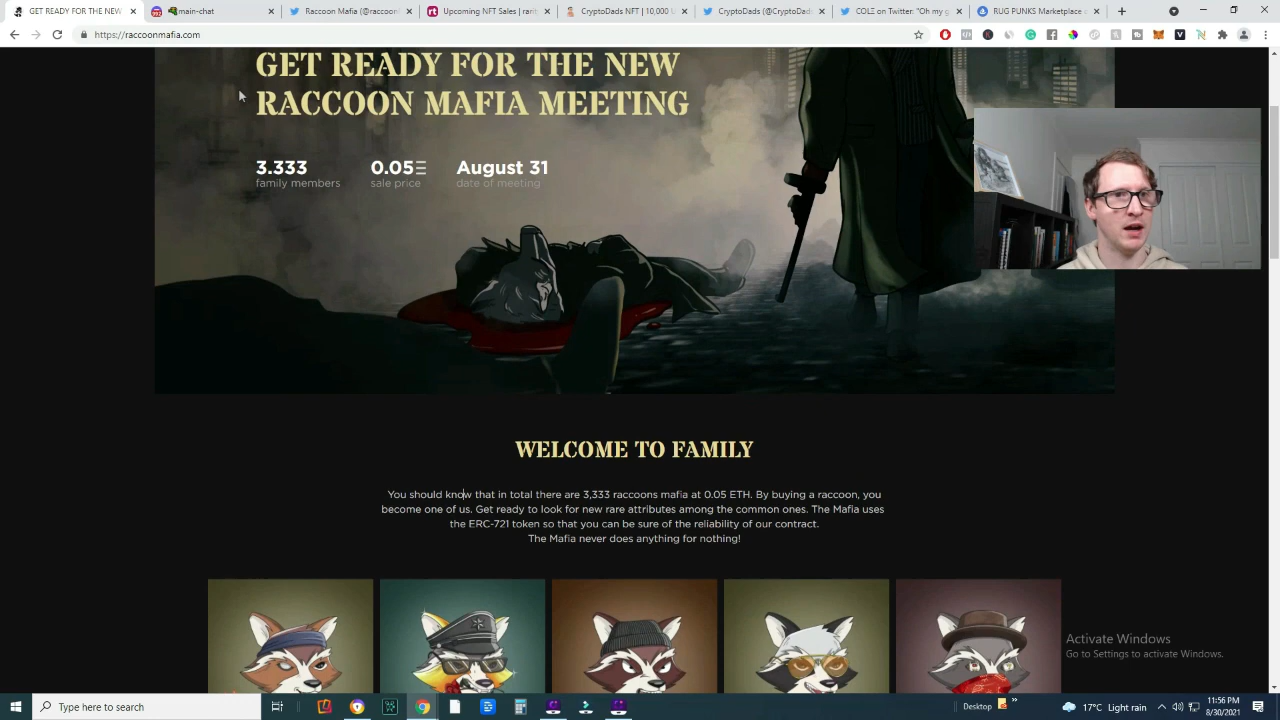 GET READY FOR THE NEW
992
main-chat
Raccoon Mafia (@raccoon
Upcoming NFT Sales | rarit
CryptoDads NFT | 10,000 U
CryptoDads (@CryptoDads
COLE on Twitter: "Oh my g
RUG PUNKS Marketplace o
https://raccoonmafia.com
GET READY FOR THE NEW
RACCOON MAFIA MEETING
3.333
0.05
August 31
family members
sale price
date of meeting
WELCOME TO FAMILY
You should know that in total there are 3,333 raccoons mafia at 0.05 ETH. By buying a raccoon, you
become one of us. Get ready to look for new rare attributes among the common ones. The Mafia uses
the ERC-721 token so that you can be sure of the reliability of our contract.
The Mafia never does anything for nothing!
Activate Windows
Go to Settings to activate Windows.
Type here to search
Desktop
17°C Light rain
11:56 PM
8/30/2021